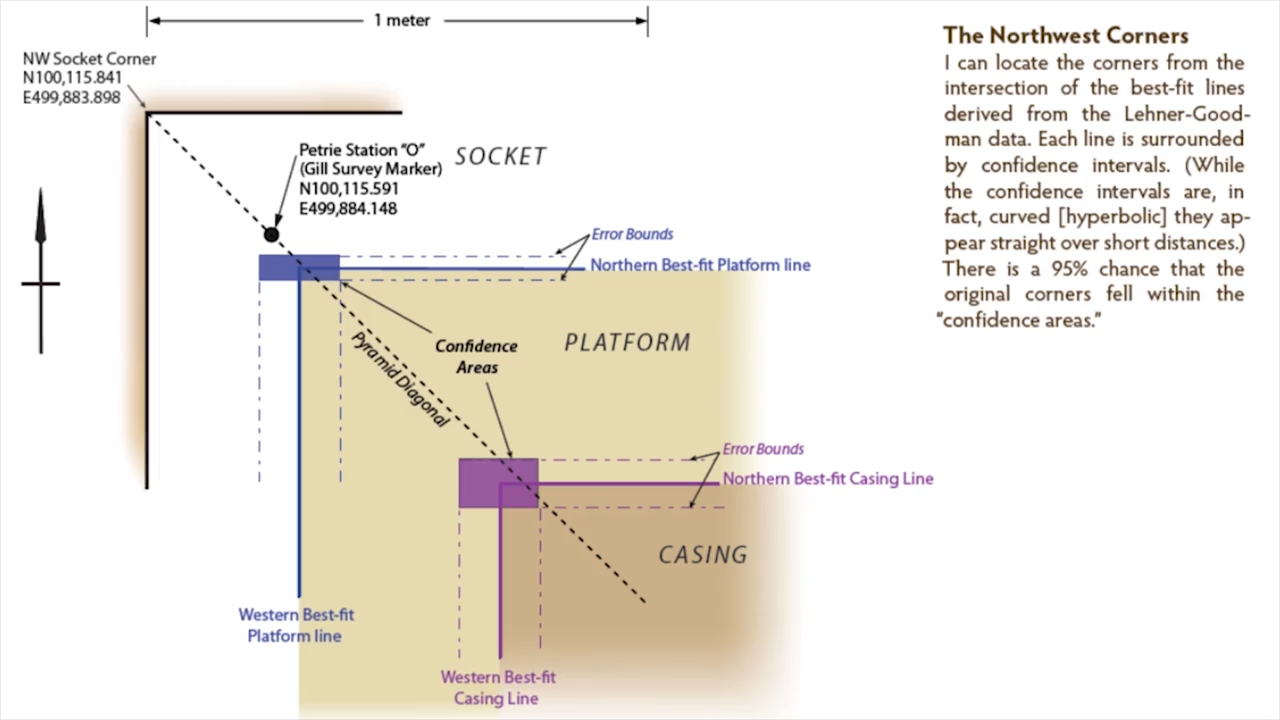 1 meter
NW Socket Corner
N100,115.841
E499,883.898
Petrie Station "O"
(Gill Survey Marker)
N100,115.591
E499,884.148
SOCKET
Error Bounds
Northern Best-fit Platform line
PLATFORM
Confidence
Areas
Pyramid Diagonal
Error Bounds
Northern Best-fit Casing Line
CASING
Western Best-fit
Platform line
Western Best-fit
Casing Line
The Northwest Corners
I can locate the corners from the
intersection of the best-fit lines
derived from the Lehner-Good-
man data. Each line is surrounded
by confidence intervals. (While
the confidence intervals are, in
fact, curved [hyperbolic] they ap-
pear straight over short distances.)
There is a 95% chance that the
original corners fell within the
"confidence areas."